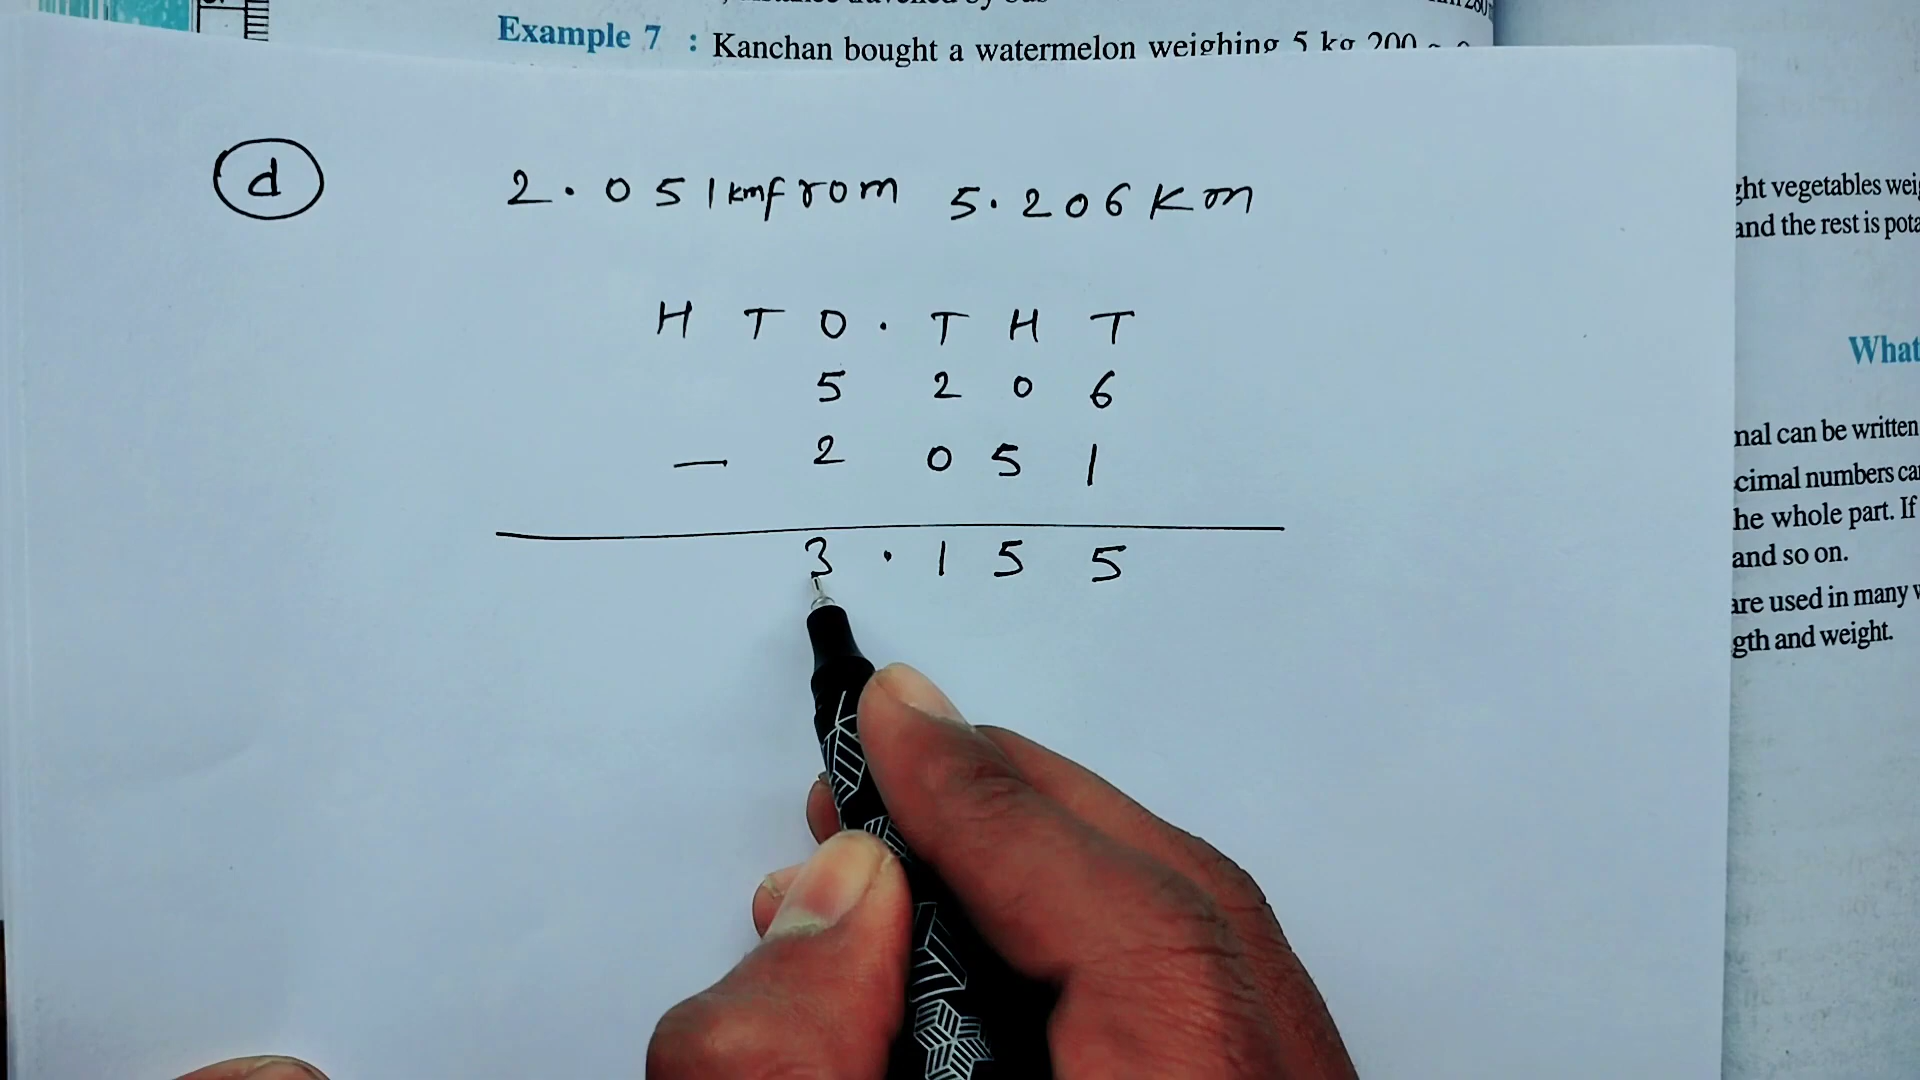 Example 7 : Kanchan bought a watermelon weighing 5 kg 200
d
2.051 km from 5.206 Km
H T O . T H T
5 2 0 6
- 2 0 5 1
3 . 1 5 5
ght vegetables wei
and the rest is pota
What
nal can be written
cimal numbers ca
he whole part. If
and so on.
are used in many
gth and weight.